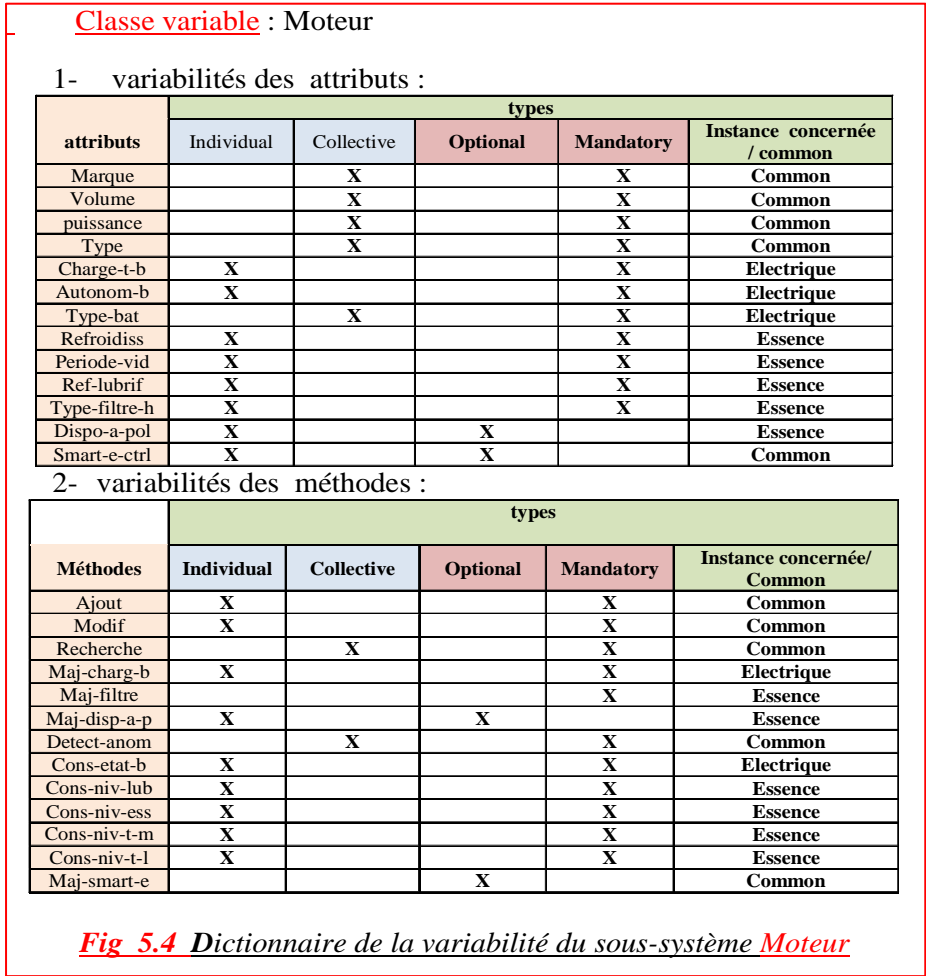 Classe variable : Moteur
1- variabilités des attributs :
types
attributs Individual Collective Optional Mandatory Instance concernée / common
Marque X X Common
Volume X X Common
puissance X X Common
Type X X Common
Charge-t-b X X Electrique
Autonom-b X X Electrique
Type-bat X X Electrique
Refroidiss X X Essence
Periode-vid X X Essence
Ref-lubrif X X Essence
Type-filtre-h X X Essence
Dispo-a-pol X X Essence
Smart-e-ctrl X X Common
2- variabilités des méthodes :
types
Méthodes Individual Collective Optional Mandatory Instance concernée/ Common
Ajout X X Common
Modif X X Common
Recherche X X Common
Maj-charg-b X X Electrique
Maj-filtre X Essence
Maj-disp-a-p X X Essence
Detect-anom X X Common
Cons-etat-b X X Electrique
Cons-niv-lub X X Essence
Cons-niv-ess X X Essence
Cons-niv-t-m X X Essence
Cons-niv-t-l X X Essence
Maj-smart-e X Common
Fig 5.4 Dictionnaire de la variabilité du sous-système Moteur